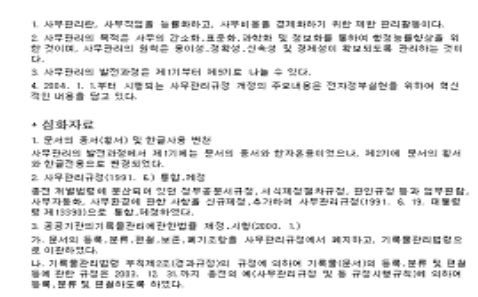 1. 사무관리란, 사무작업을 능률화하고, 사무비용을 경제화하기 위한 제반 관리활동이다.
2. 사무관리의 목적은 사무의 간소화,표준화,과학화 및 정보화를 통하여 행정능률향상을 위
한 것이며, 사무관리의 원칙은 용이성,정확성,신속성 및 경제성이 확보되도록 관리하는 것이
다.
3. 사무관리의 발전과정은 제1기부터 제5기로 나눌 수 있다.
4. 2004. 1. 1.부터 시행되는 사무관리규정 개정의 주요내용은 전자정부실현을 위하여 혁신
적인 내용을 담고 있다.
* 심화자료
1. 문서의 종서(횡서) 및 한글사용 변천
사무관리의 발전과정에서 제1기에는 문서의 종서와 한자혼용이었으나, 제2기에 문서의 횡서
와 한글전용으로 변경되었다.
2. 사무관리규정(1991. 6.) 통합,제정
종전 개별법령에 분산되어 있던 정부공문서규정, 서식제정절차규정, 관인규정 등과 업무편람,
사무자동화, 사무환경에 관한 사항을 신규제정,추가하여 사무관리규정(1991. 6. 19. 대통령
령 제13390)으로 통합,제정하였다.
3. 공공기관의기록물관리에관한법률 제정,시행(2000. 1.)
가. 문서의 등록,분류,편철,보존,폐기조항을 사무관리규정에서 폐지하고, 기록물관리법령으
로 이관하였다.
나. 기록물관리법령 부칙제2조(경과규정)의 규정에 의하여 기록물(문서)의 등록,분류 및 편철
등에 관한 규정은 2003. 12. 31.까지 종전의 예(사무관리규정 및 동 규정시행규칙)에 의하여
등록,분류 및 편철하도록 하였다.